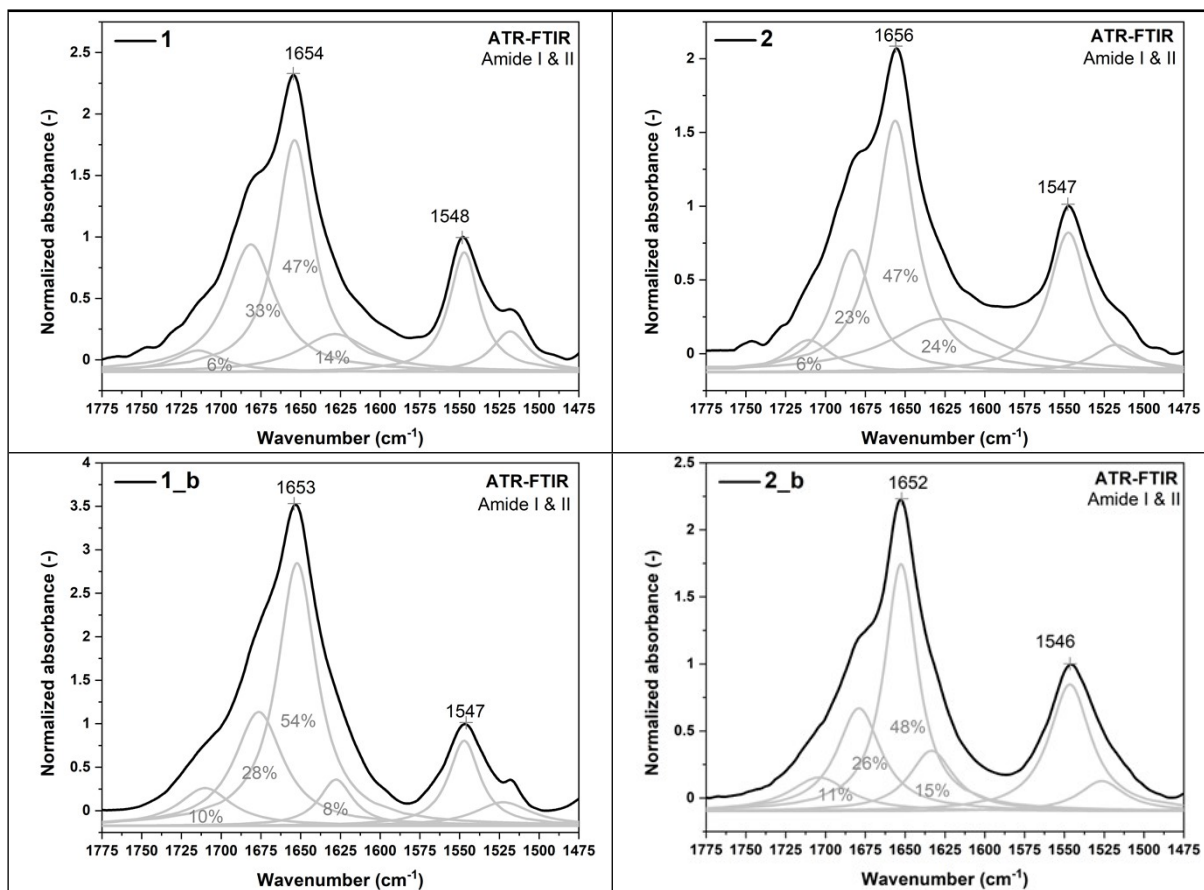 1
ATR-FTIR
Amide I & II
1654
1548
47%
33%
14%
6%
Normalized absorbance (-)
2.5
2
1.5
1
0.5
0
1775 1750 1725 1700 1675 1650 1625 1600 1575 1550 1525 1500 1475
Wavenumber (cm-1)
2
ATR-FTIR
Amide I & II
1656
1547
47%
23%
24%
6%
Normalized absorbance (-)
2
1.5
1
0.5
0
1775 1750 1725 1700 1675 1650 1625 1600 1575 1550 1525 1500 1475
Wavenumber (cm-1)
1_b
ATR-FTIR
Amide I & II
1653
1547
54%
28%
10%
8%
Normalized absorbance (-)
4
3.5
3
2.5
2
1.5
1
0.5
0
1775 1750 1725 1700 1675 1650 1625 1600 1575 1550 1525 1500 1475
Wavenumber (cm-1)
2_b
ATR-FTIR
Amide I & II
1652
1546
48%
26%
11%
15%
Normalized absorbance (-)
2.5
2
1.5
1
0.5
0
1775 1750 1725 1700 1675 1650 1625 1600 1575 1550 1525 1500 1475
Wavenumber (cm-1)